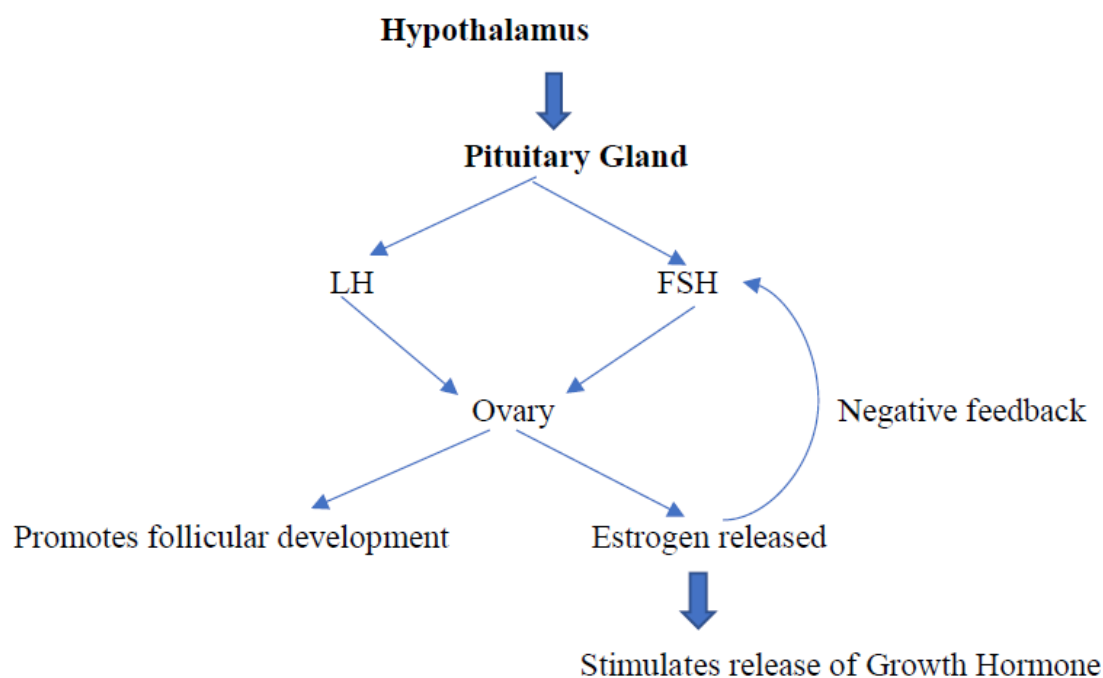 Hypothalamus
Pituitary Gland
LH
FSH
Ovary
Negative feedback
Promotes follicular development
Estrogen released
Stimulates release of Growth Hormone